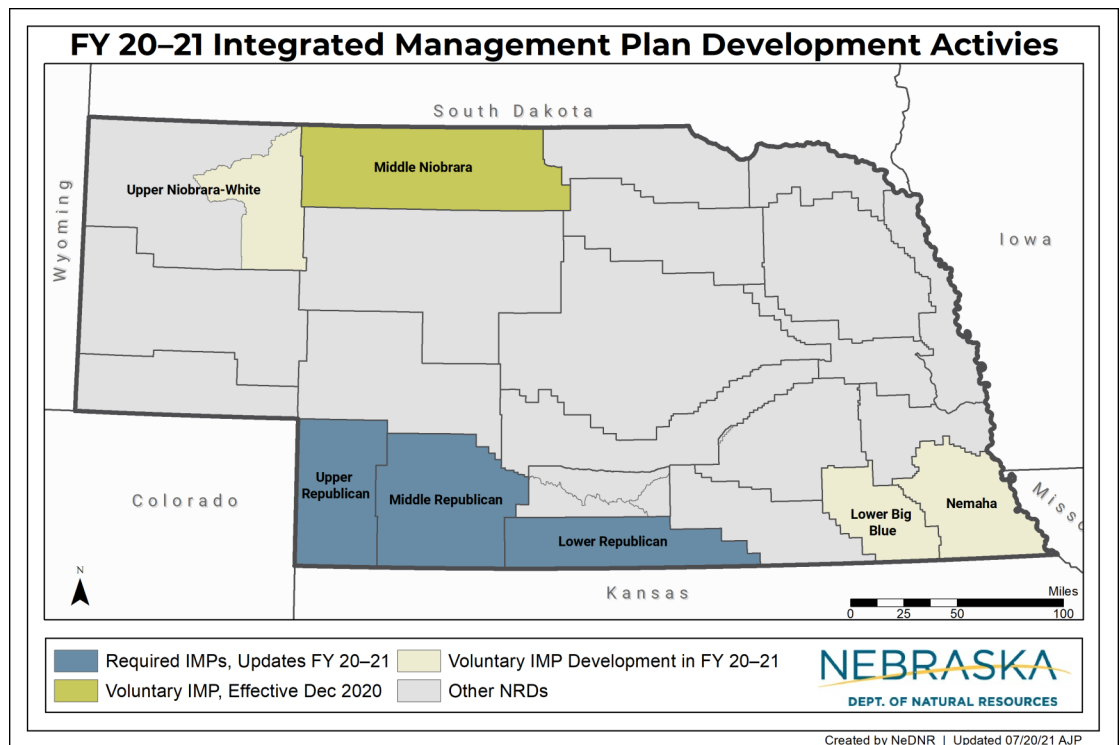 FY 20–21 Integrated Management Plan Development Activies
South Dakota
Middle Niobrara
Upper Niobrara-White
Wyoming
Iowa
Upper
Republican
Middle Republican
Colorado
Lower Republican
Lower Big
Blue
Nemaha
Misso
Kansas
N
Miles
0 25 50 100
Required IMPs, Updates FY 20–21
Voluntary IMP Development in FY 20–21
Voluntary IMP, Effective Dec 2020
Other NRDs
NEBRASKA
DEPT. OF NATURAL RESOURCES
Created by NeDNR | Updated 07/20/21 AJP